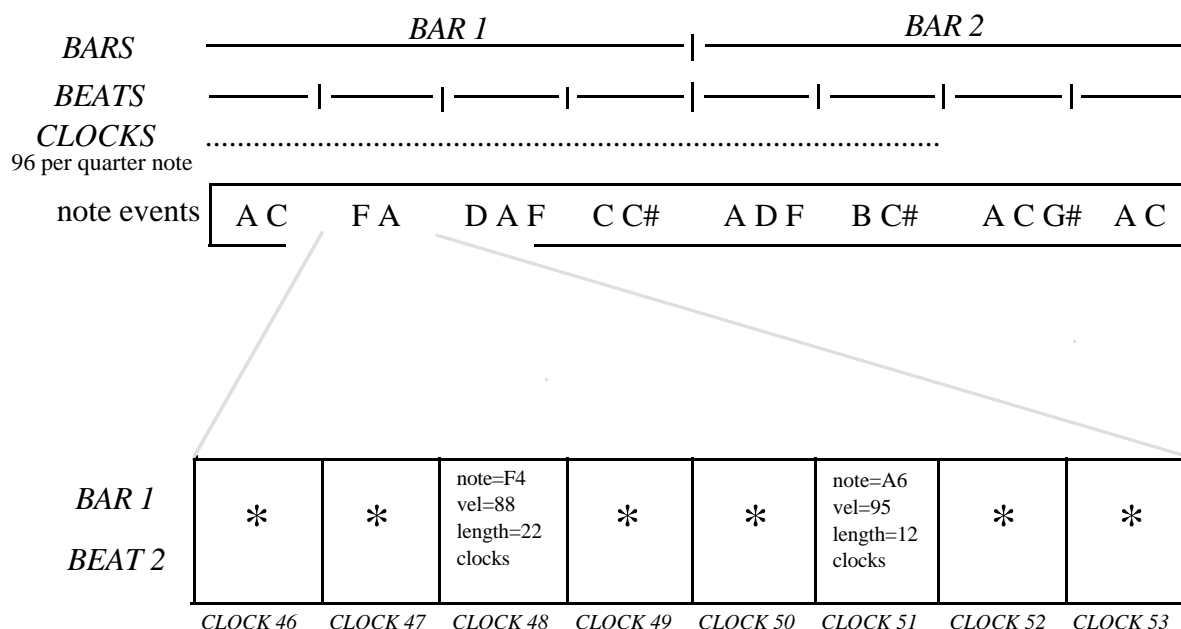 BAR 1 BAR 2
BARS
BEATS
CLOCKS
96 per quarter note
note events A C F A D A F C C# A D F B C# A C G# A C
BAR 1
BEAT 2
* * note=F4 vel=88 length=22 clocks * * note=A6 vel=95 length=12 clocks * *
CLOCK 46 CLOCK 47 CLOCK 48 CLOCK 49 CLOCK 50 CLOCK 51 CLOCK 52 CLOCK 53